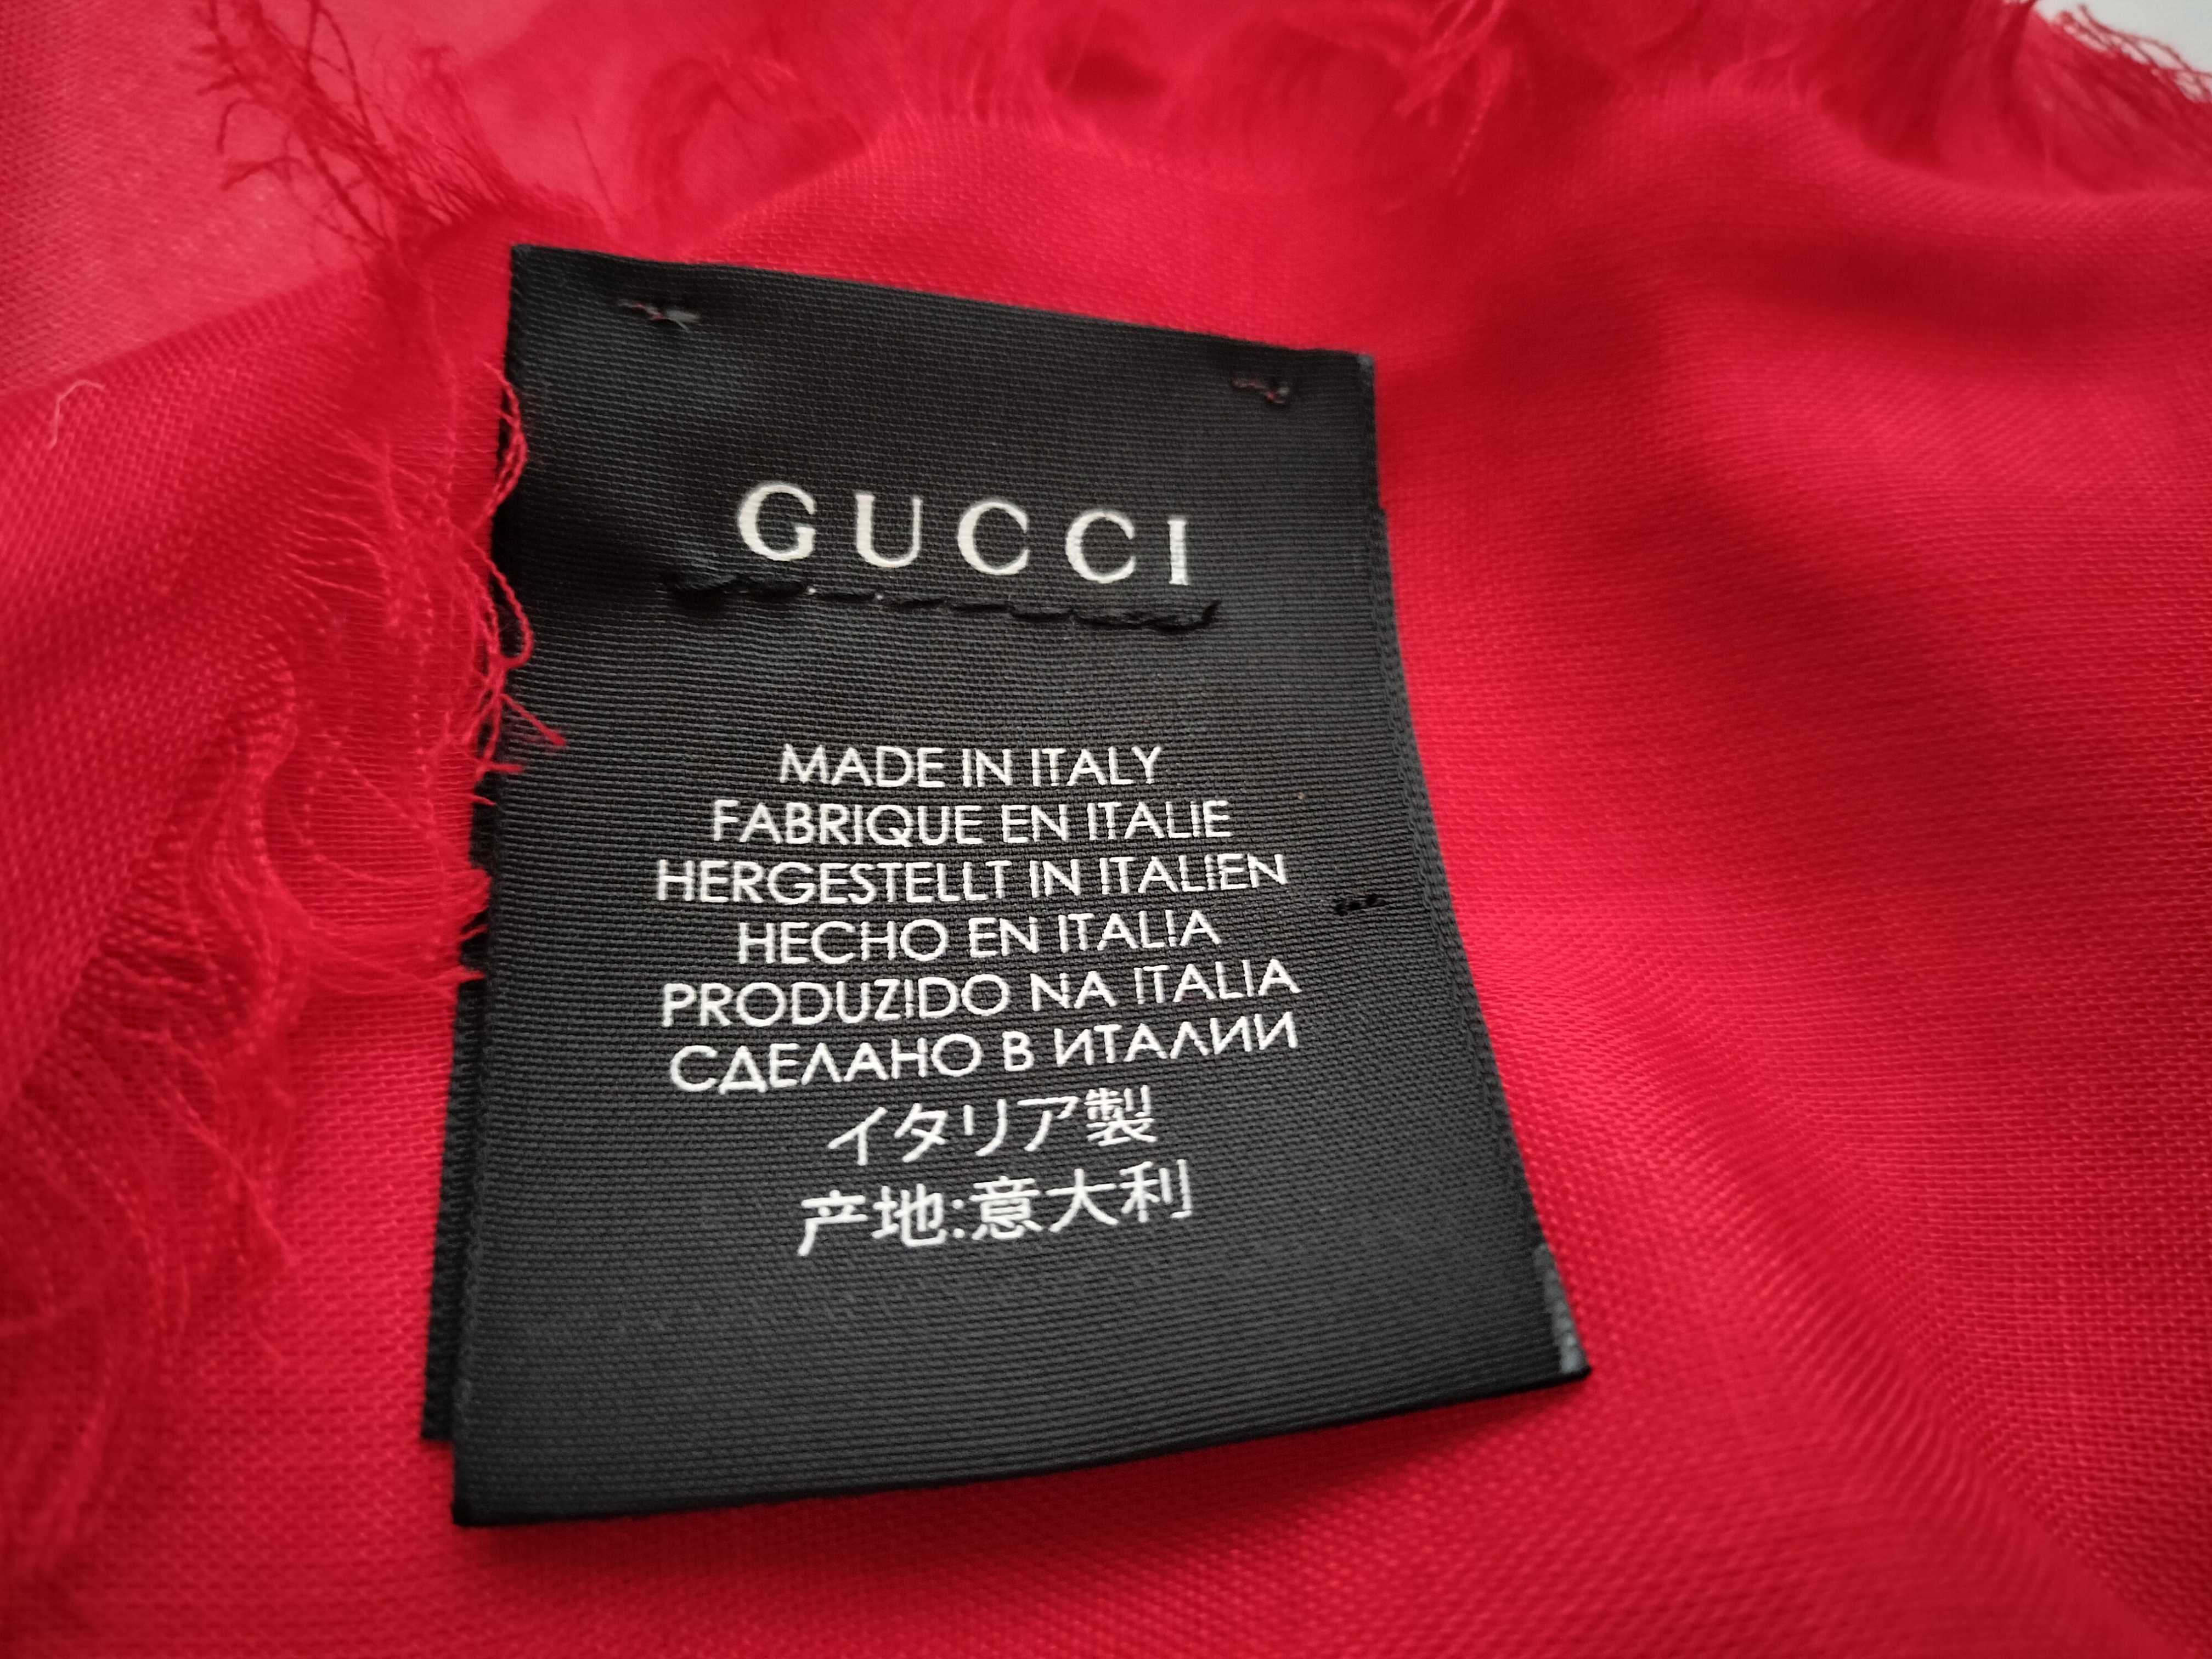 GUCCI
MADE IN ITALY
FABRIQUE EN ITALIE
HERGESTELLT IN ITALIEN
HECHO EN ITALIA
PRODUZIDO NA ITALIA
СДЕЛАНО В ИТАЛИИ
イタリア製
产地:意大利